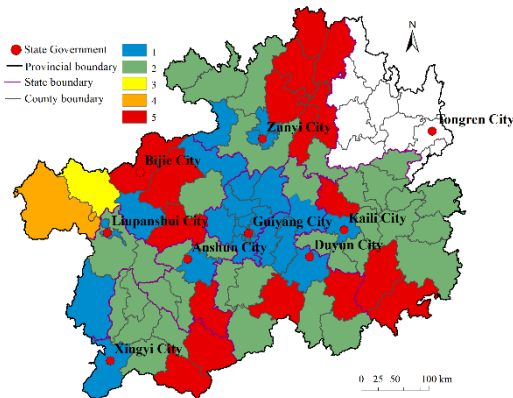 State Government
Provincial boundary
State boundary
County boundary
1
2
3
4
5
N
Zunyi City
Tongren City
Bijie City
Liupanshui City
Guiyang City
Kaili City
Anshun City
Duyun City
Xingyi City
0 25 50 100 km